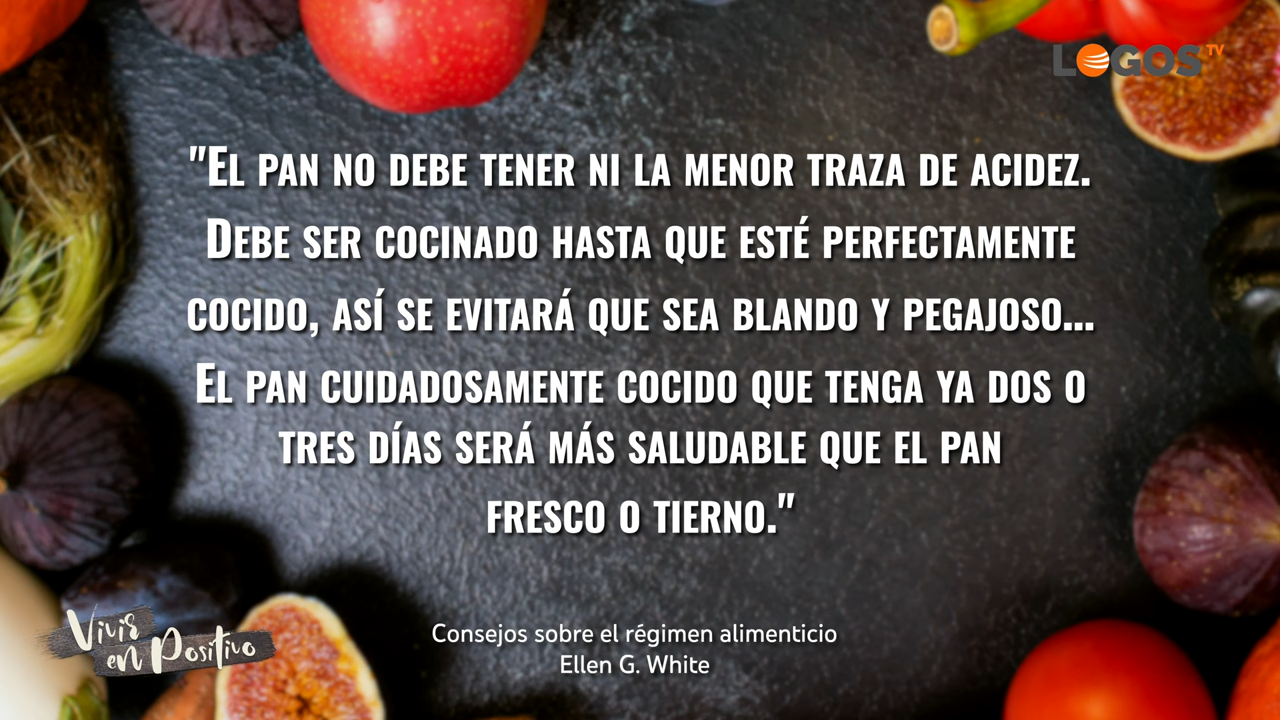 LOGOS TV
"El pan no debe tener ni la menor traza de acidez.
Debe ser cocinado hasta que esté perfectamente
cocido, así se evitará que sea blando y pegajoso...
El pan cuidadosamente cocido que tenga ya dos o
tres días será más saludable que el pan
fresco o tierno."
Vivir
en Positivo
Consejos sobre el régimen alimenticio
Ellen G. White